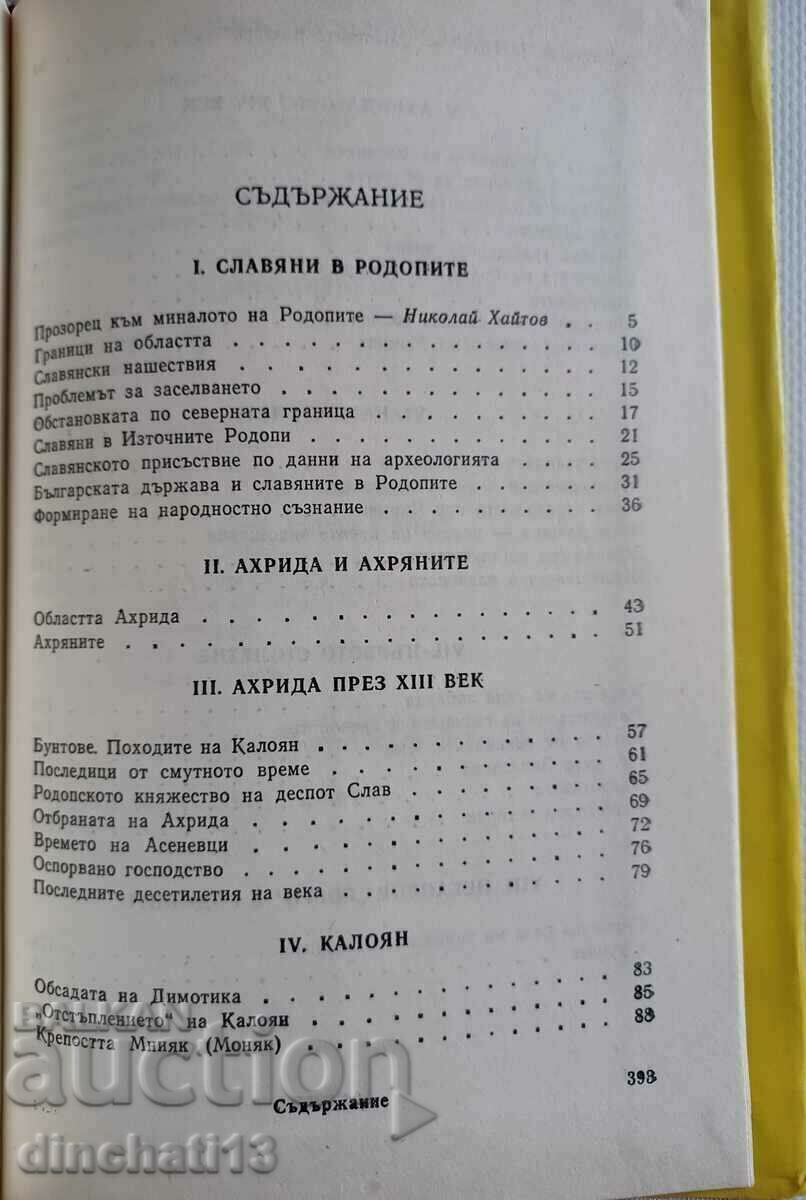 СЪДЪРЖАНИЕ
I. СЛАВЯНИ В РОДОПИТЕ
Прозорец към миналото на Родопите — Николай Хайтов . . 5
Граници на областта . . . . . . . . . . . . . . 10
Славянски нашествия . . . . . . . . . . . . . . 12
Проблемът за заселването . . . . . . . . . . . . 15
Обстановката по северната граница . . . . . . . . 17
Славяни в Източните Родопи . . . . . . . . . . . 21
Славянското присъствие по данни на археологията . . . . 25
Българската държава и славяните в Родопите . . . . . . 31
Формиране на народностно съзнание . . . . . . . . . 36
II. АХРИДА И АХРЯНИТЕ
Областта Ахрида . . . . . . . . . . . . . . . . 43
Ахряните . . . . . . . . . . . . . . . . . . . 51
III. АХРИДА ПРЕЗ XIII ВЕК
Бунтове. Походите на Калоян . . . . . . . . . . . 57
Последици от смутното време . . . . . . . . . . . 61
Родопското княжество на деспот Слав . . . . . . . . 65
Отбраната на Ахрида . . . . . . . . . . . . . . 69
Времето на Асеневци . . . . . . . . . . . . . . 72
Оспорвано господство . . . . . . . . . . . . . . 76
Последните десетилетия на века . . . . . . . . . . 79
IV. КАЛОЯН
Обсадата на Димотика . . . . . . . . . . . . . . 83
„Отстъплението“ на Калоян . . . . . . . . . . . . 85
Крепостта Мнияк (Моняк) . . . . . . . . . . . . 88
393
Съдържание
BALKAN
auction
dinchati13